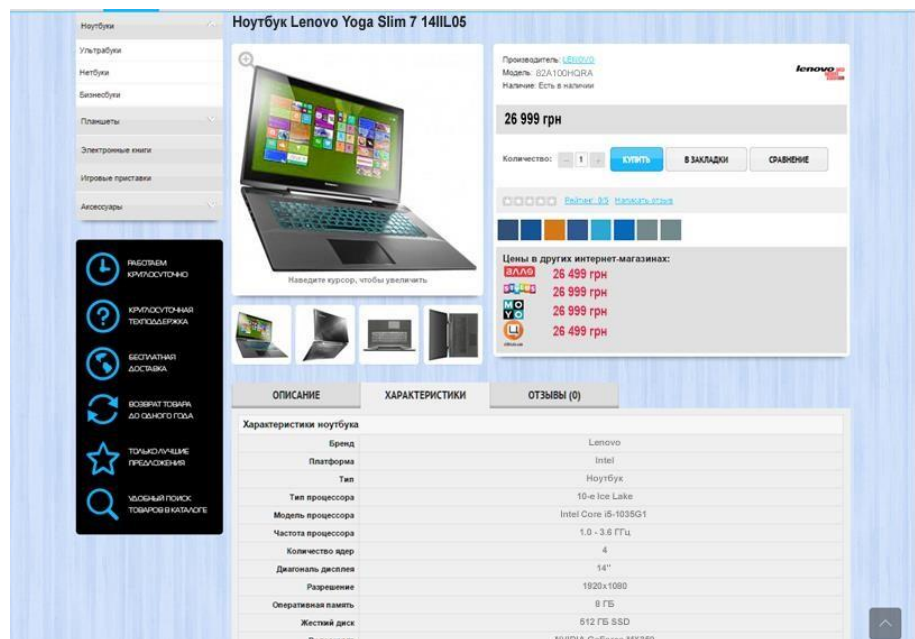 Ноутбук Lenovo Yoga Slim 7 14IIL05
Ноутбуки
Ультрабуки
Нетбуки
Бизнесбуки
Планшеты
Электронные книги
Игровые приставки
Аксессуары
РАБОТАЕМ
КРУГЛОСУТОЧНО
КРУГЛОСУТОЧНАЯ
ТЕХПОДДЕРЖКА
БЕСПЛАТНАЯ
ДОСТАВКА
ВОЗВРАТ ТОВАРА
ДО ОДНОГО ГОДА
ТОЛЬКО ЛУЧШИЕ
ПРЕДЛОЖЕНИЯ
УДОБНЫЙ ПОИСК
ТОВАРОВ В КАТАЛОГЕ
Наведите курсор, чтобы увеличить
Производитель: LENOVO
Модель: 82A100HQRA
Наличие: Есть в наличии
lenovo
26 999 грн
Количество: - 1 + КУПИТЬ В ЗАКЛАДКИ СРАВНЕНИЕ
Рейтинг: 0/5 Написать отзыв
Цены в других интернет-магазинах:
алло 26 499 грн
26 999 грн
MOYO 26 999 грн
26 499 грн
ОПИСАНИЕ ХАРАКТЕРИСТИКИ ОТЗЫВЫ (0)
Характеристики ноутбука
Бренд Lenovo
Платформа Intel
Тип Ноутбук
Тип процессора 10-е Ice Lake
Модель процессора Intel Core i5-1035G1
Частота процессора 1.0 - 3.6 ГГц
Количество ядер 4
Диагональ дисплея 14"
Разрешение 1920x1080
Оперативная память 8 ГБ
Жесткий диск 512 ГБ SSD